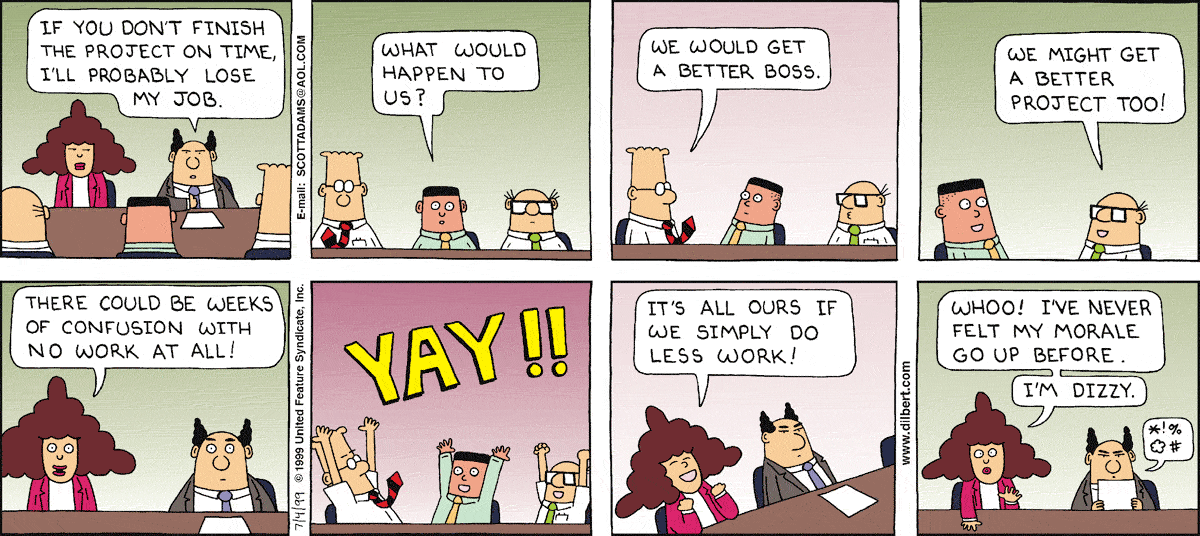 IF YOU DON'T FINISH
THE PROJECT ON TIME,
I'LL PROBABLY LOSE
MY JOB.
E-mail: SCOTTADAMS@AOL.COM
WHAT WOULD
HAPPEN TO
US?
WE WOULD GET
A BETTER BOSS.
WE MIGHT GET
A BETTER
PROJECT TOO!
THERE COULD BE WEEKS
OF CONFUSION WITH
NO WORK AT ALL!
7/4/99 © 1999 United Feature Syndicate, Inc.
YAY!!
IT'S ALL OURS IF
WE SIMPLY DO
LESS WORK!
www.dilbert.com
WHOO! I'VE NEVER
FELT MY MORALE
GO UP BEFORE.
I'M DIZZY.
*!%
#